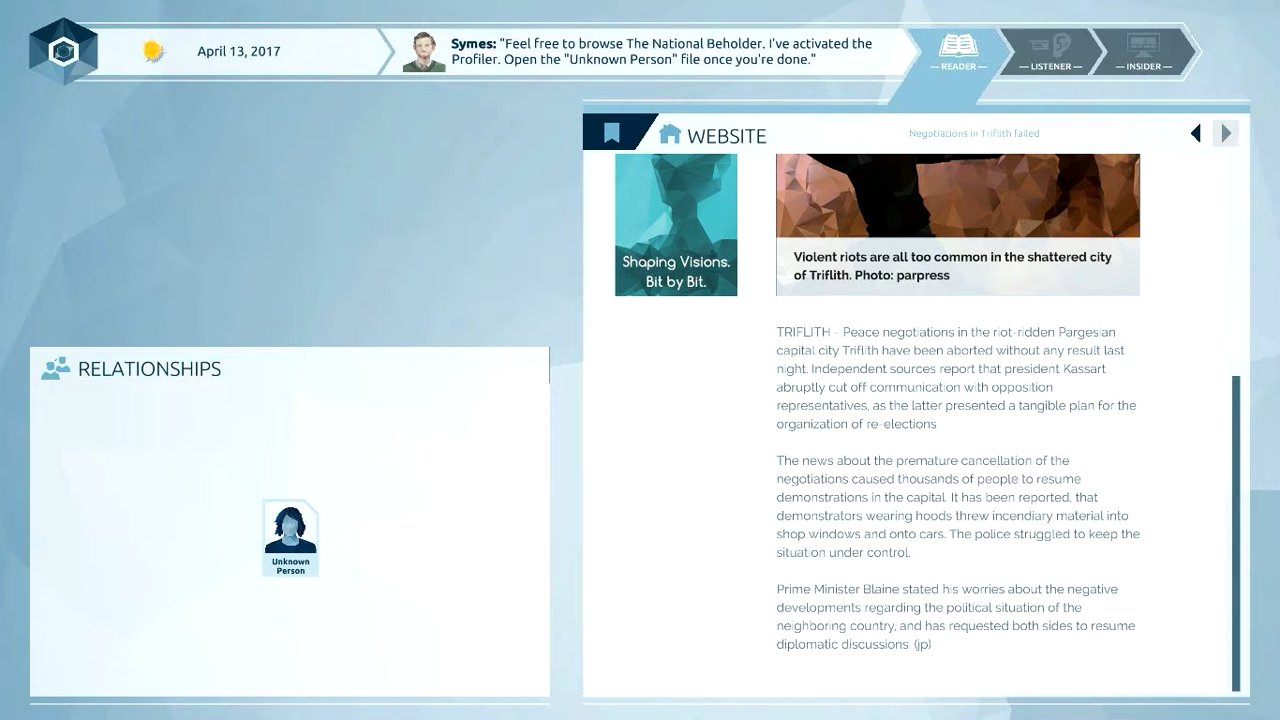 April 13, 2017
Symes: "Feel free to browse The National Beholder. I've activated the
Profiler. Open the "Unknown Person" file once you're done."
— READER —
— LISTENER —
— INSIDER —
WEBSITE
Negotiations in Triflith failed
Shaping Visions.
Bit by Bit.
Violent riots are all too common in the shattered city
of Triflith. Photo: parpress
RELATIONSHIPS
Unknown
Person
TRIFLITH - Peace negotiations in the riot-ridden Pargesian
capital city Triflith have been aborted without any result last
night. Independent sources report that president Kassart
abruptly cut off communication with opposition
representatives, as the latter presented a tangible plan for the
organization of re-elections.
The news about the premature cancellation of the
negotiations caused thousands of people to resume
demonstrations in the capital. It has been reported, that
demonstrators wearing hoods threw incendiary material into
shop windows and onto cars. The police struggled to keep the
situation under control.
Prime Minister Blaine stated his worries about the negative
developments regarding the political situation of the
neighboring country, and has requested both sides to resume
diplomatic discussions. (jp)